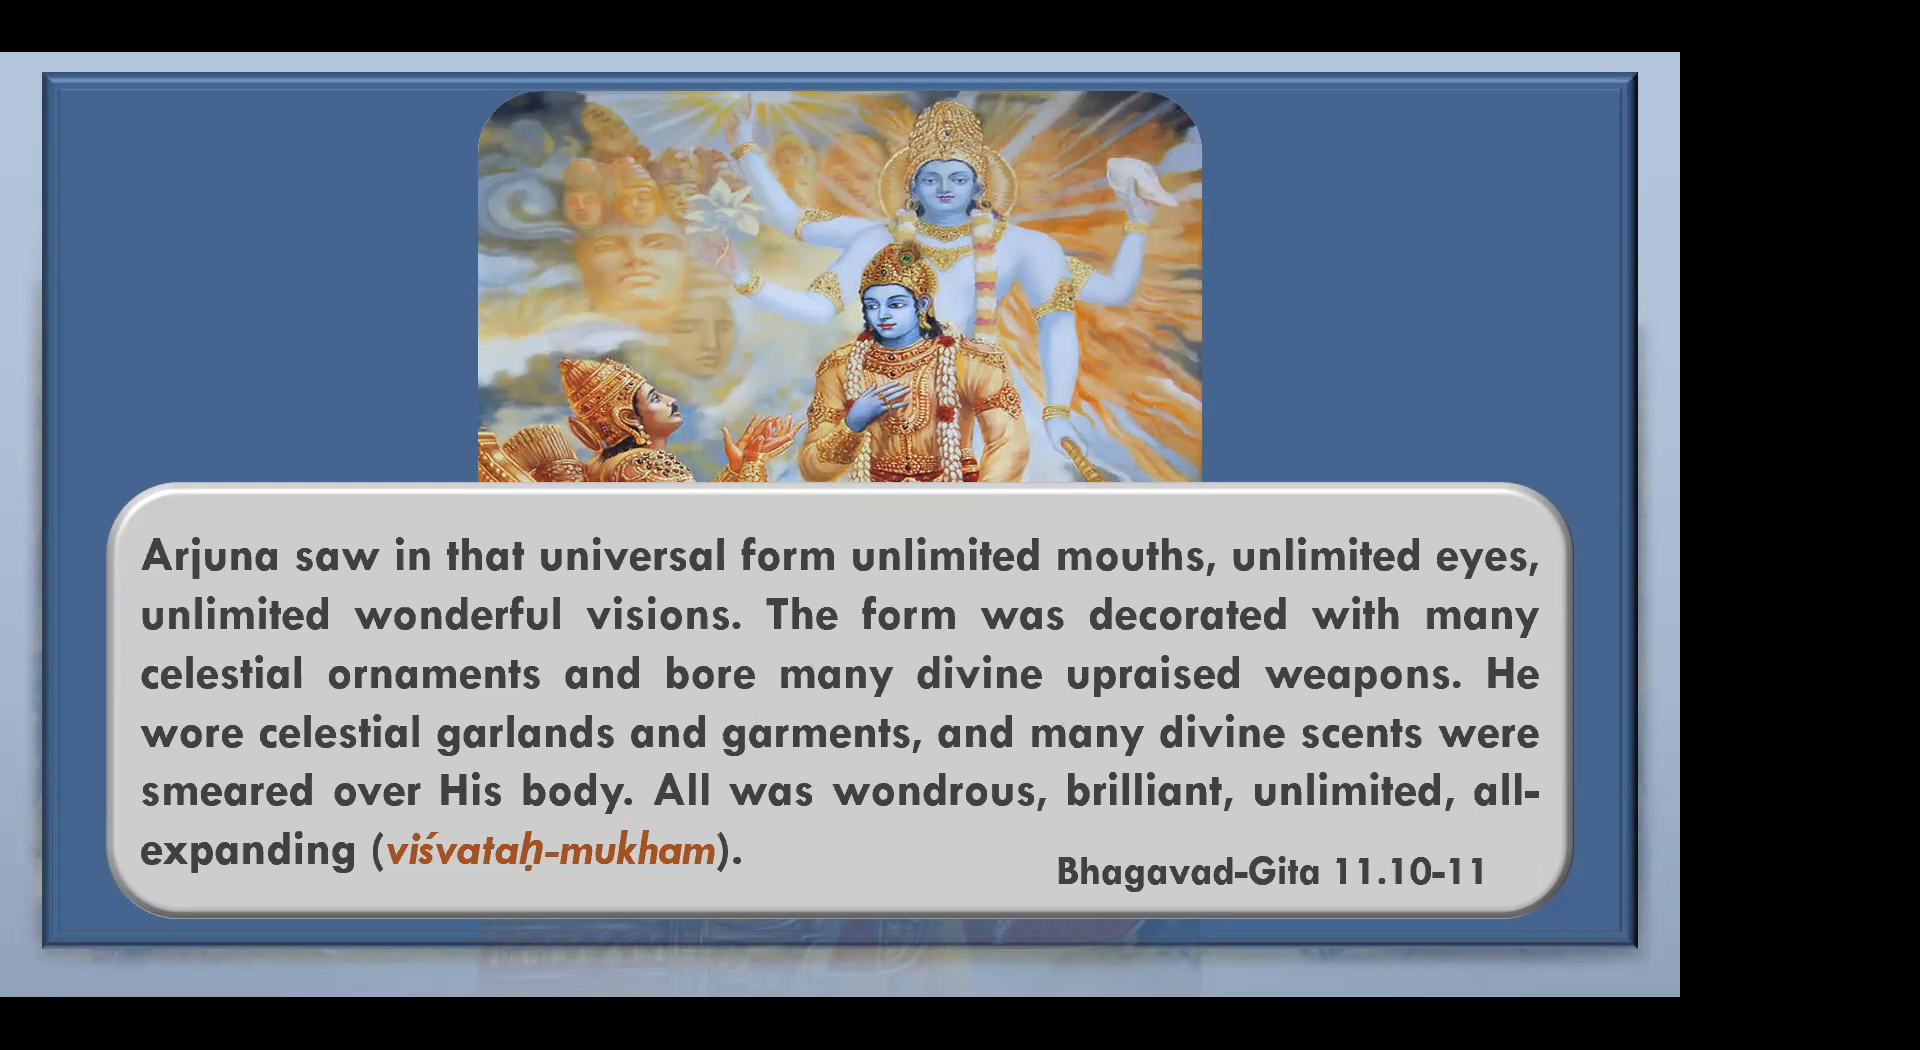 Arjuna saw in that universal form unlimited mouths, unlimited eyes,
unlimited wonderful visions. The form was decorated with many
celestial ornaments and bore many divine upraised weapons. He
wore celestial garlands and garments, and many divine scents were
smeared over His body. All was wondrous, brilliant, unlimited, all-
expanding (viśvataḥ-mukham).
Bhagavad-Gita 11.10-11